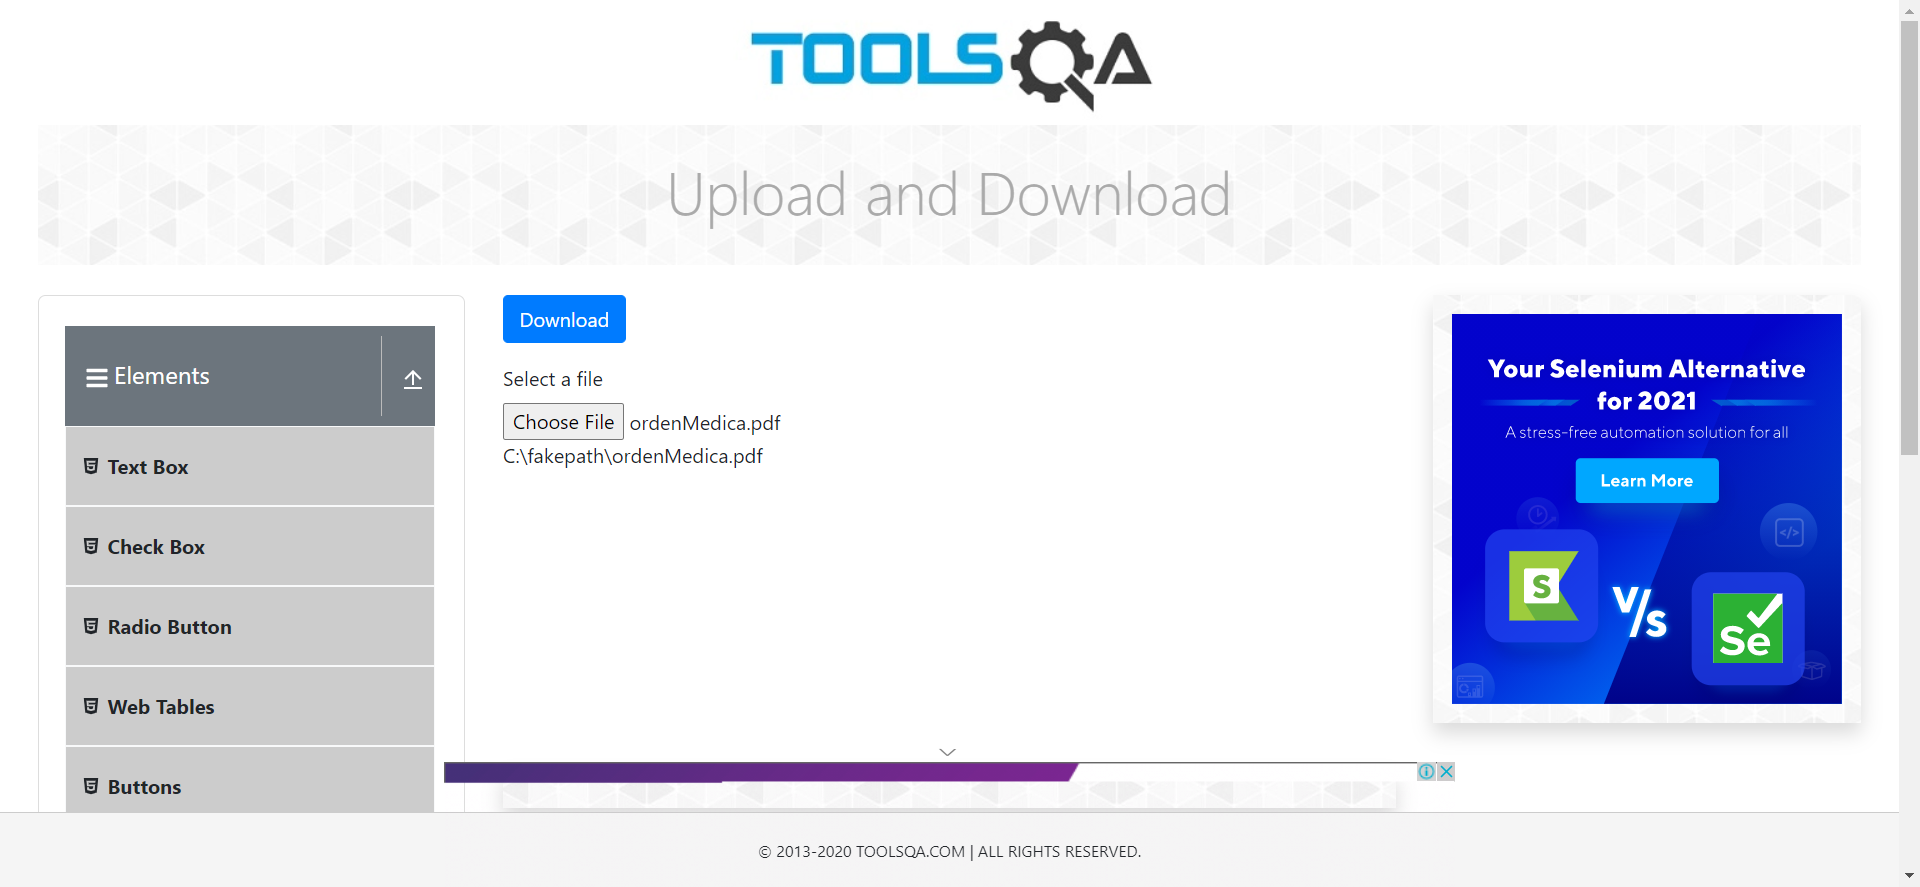 TOOLSQA
Upload and Download
Elements
Text Box
Check Box
Radio Button
Web Tables
Buttons
Download
Select a file
Choose File ordenMedica.pdf
C:\fakepath\ordenMedica.pdf
Your Selenium Alternative
for 2021
A stress-free automation solution for all
Learn More
S
V/s
Se
© 2013-2020 TOOLSQA.COM | ALL RIGHTS RESERVED.